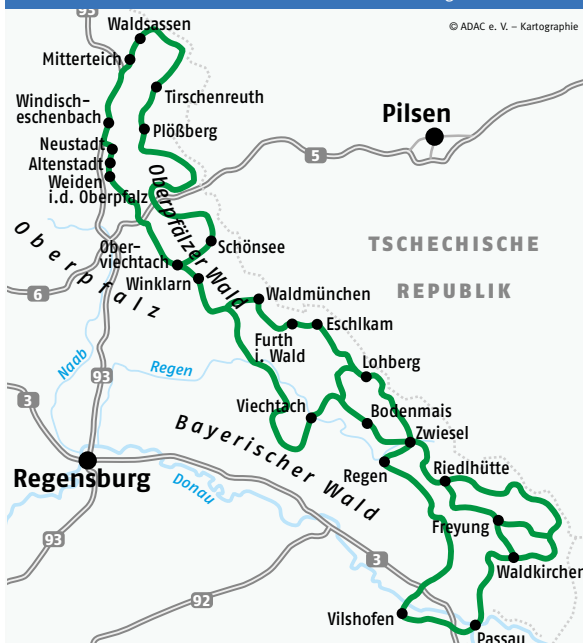 93
Waldsassen
© ADAC e. V. – Kartographie
Mitterteich
Tirschenreuth
Windisch-
eschenbach
Pilsen
Plößberg
Neustadt
Altenstadt
Weiden
i.d. Oberpfalz
5
Oberpfälzer Wald
Oberpfalz
Ober-
viechtach
Schönsee
TSCHECHISCHE
REPUBLIK
Winklarn
6
Waldmünchen
Eschlkam
Furth
i. Wald
Naab
Regen
Lohberg
93
3
Viechtach
Bodenmais
Zwiesel
Bayerischer Wald
Regensburg
Regen
Riedlhütte
Donau
Freyung
93
3
Waldkirchen
92
Vilshofen
Passau